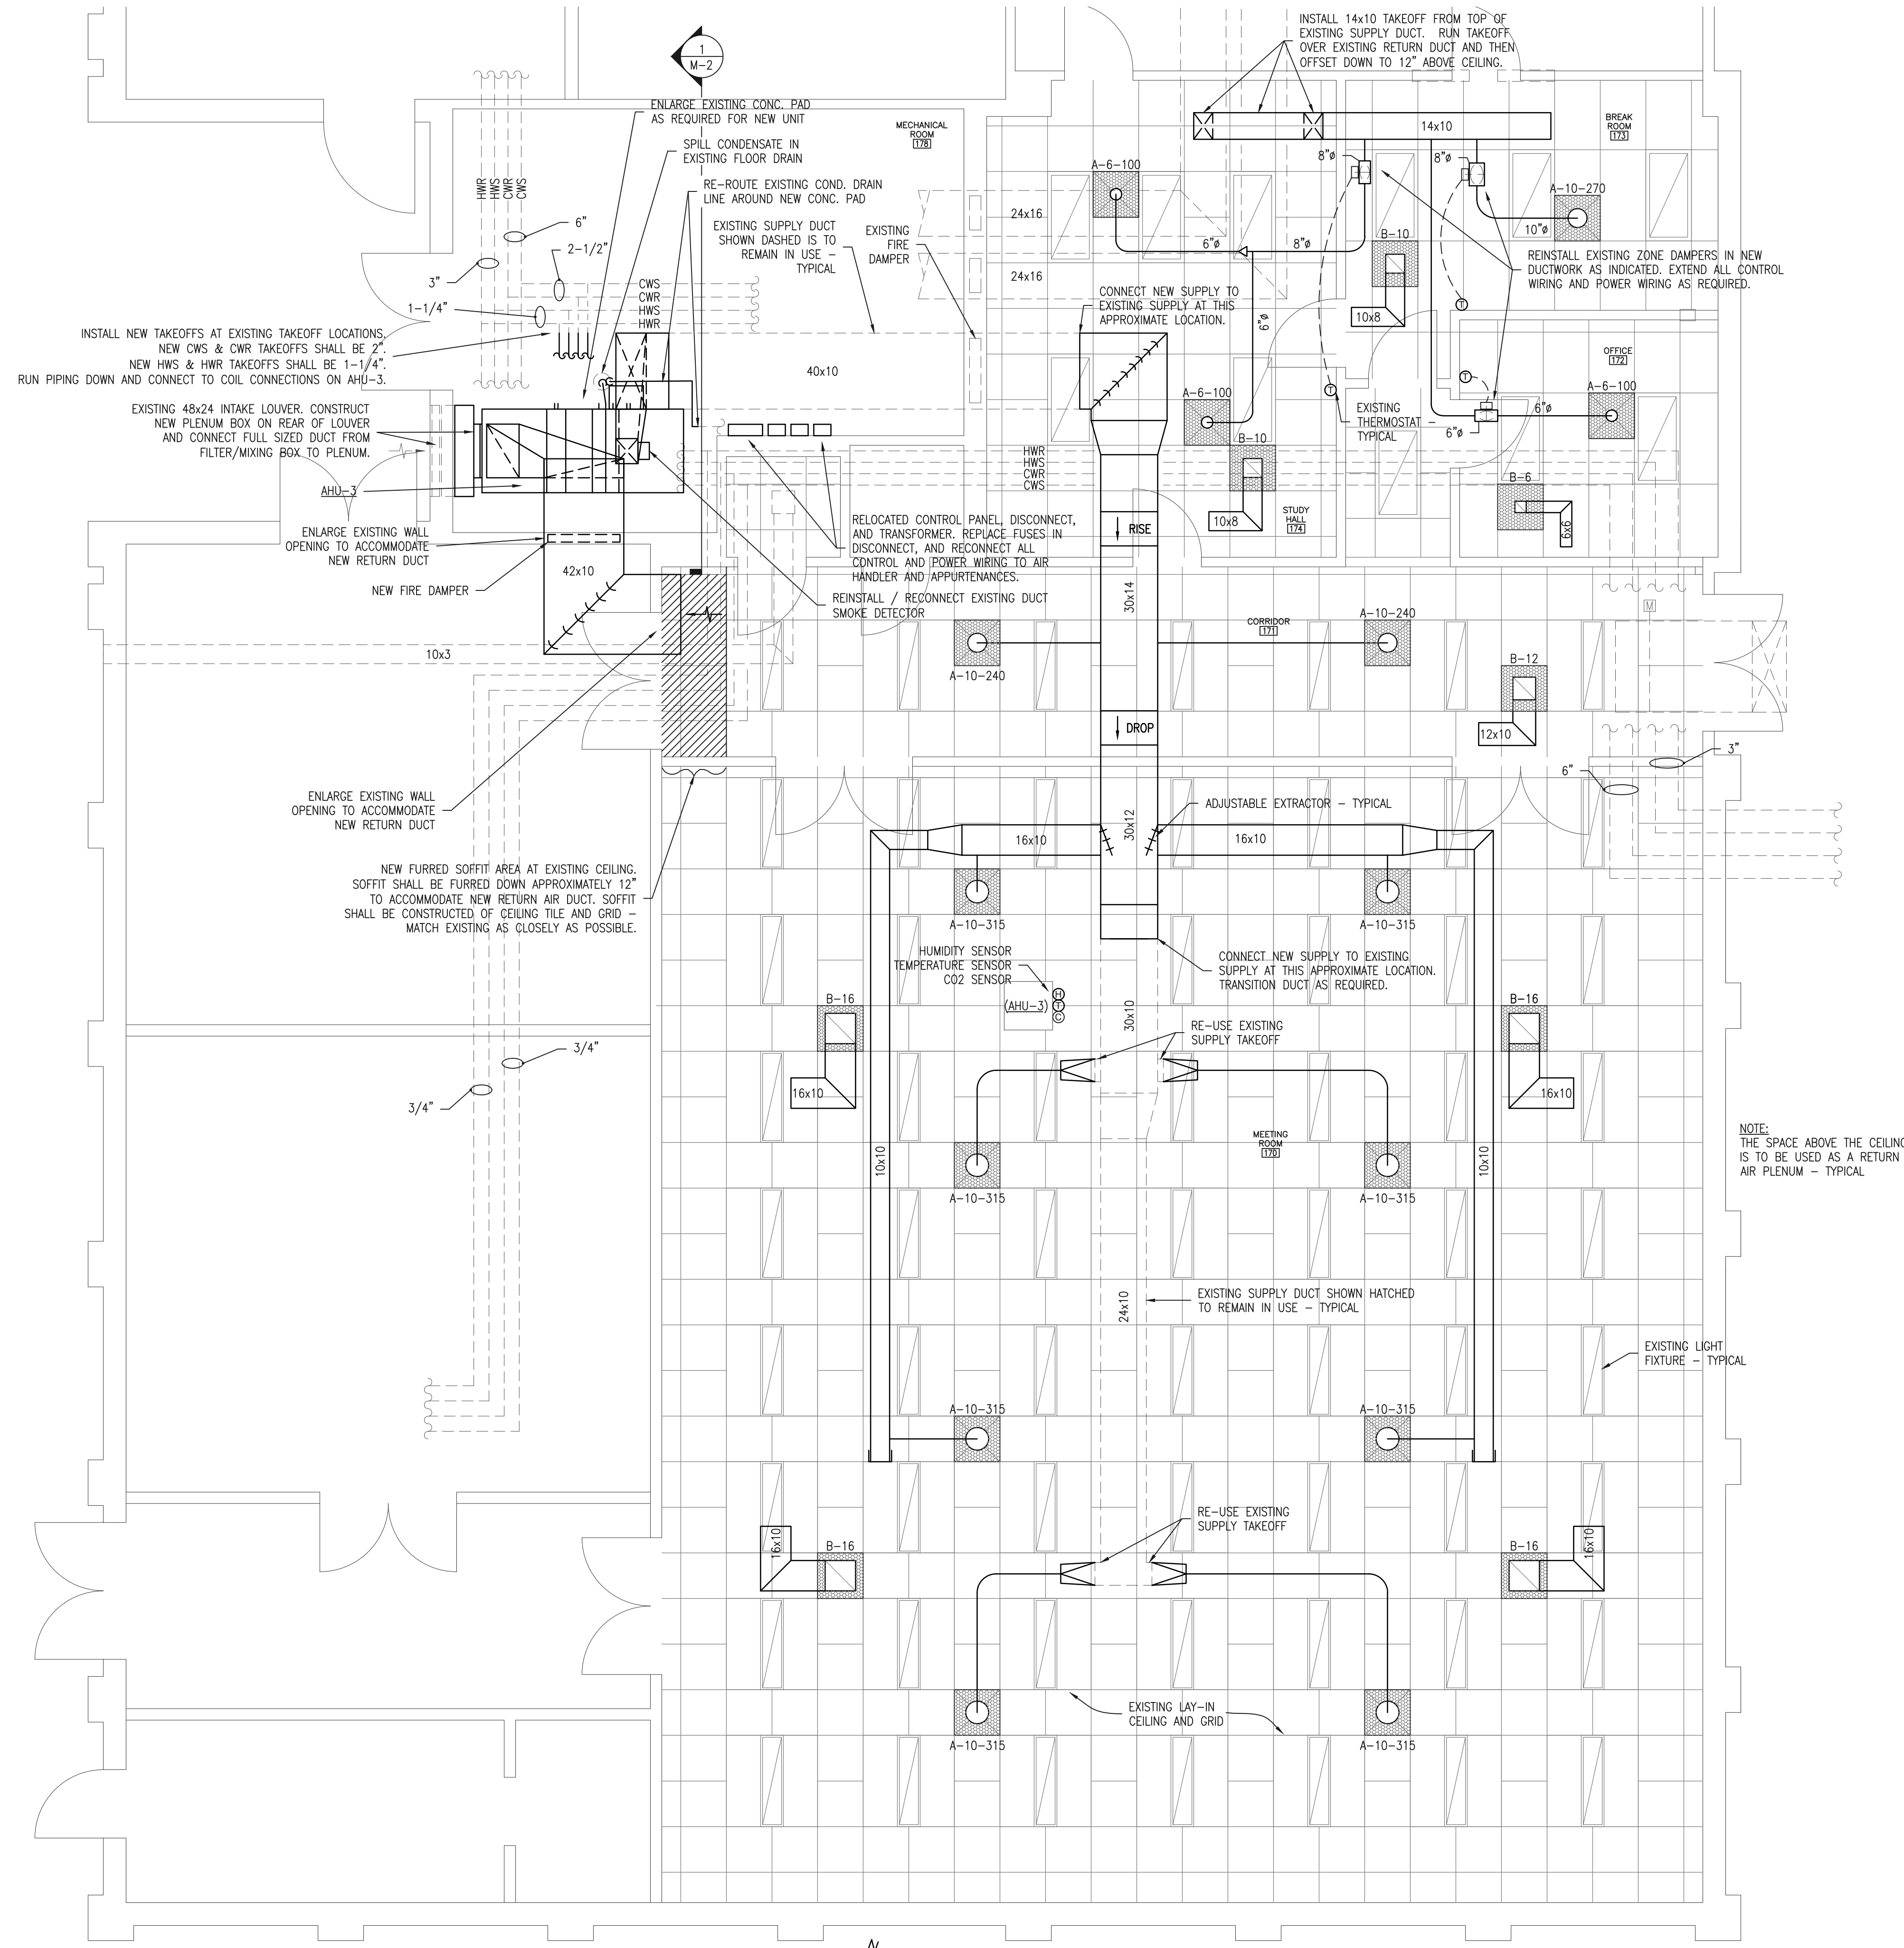 1
M-2
INSTALL 14x10 TAKEOFF FROM TOP OF
EXISTING SUPPLY DUCT. RUN TAKEOFF
OVER EXISTING RETURN DUCT AND THEN
OFFSET DOWN TO 12" ABOVE CEILING.
ENLARGE EXISTING CONC. PAD
AS REQUIRED FOR NEW UNIT
MECHANICAL
ROOM
178
14x10
BREAK
ROOM
173
SPILL CONDENSATE IN
EXISTING FLOOR DRAIN
8"ø
8"ø
A-6-100
A-10-270
HWR
HWS
CWR
CWS
RE-ROUTE EXISTING COND. DRAIN
LINE AROUND NEW CONC. PAD
24x16
6"
EXISTING SUPPLY DUCT
SHOWN DASHED IS TO
REMAIN IN USE –
TYPICAL
EXISTING
FIRE
DAMPER
6"ø
8"ø
10"ø
B-10
2-1/2"
3"
REINSTALL EXISTING ZONE DAMPERS IN NEW
DUCTWORK AS INDICATED. EXTEND ALL CONTROL
WIRING AND POWER WIRING AS REQUIRED.
24x16
CWS
CWR
HWS
HWR
CONNECT NEW SUPPLY TO
EXISTING SUPPLY AT THIS
APPROXIMATE LOCATION.
1-1/4"
T
10x8
6"ø
INSTALL NEW TAKEOFFS AT EXISTING TAKEOFF LOCATIONS.
NEW CWS & CWR TAKEOFFS SHALL BE 2".
NEW HWS & HWR TAKEOFFS SHALL BE 1-1/4".
RUN PIPING DOWN AND CONNECT TO COIL CONNECTIONS ON AHU-3.
40x10
OFFICE
172
T
T
A-6-100
A-6-100
EXISTING 48x24 INTAKE LOUVER. CONSTRUCT
NEW PLENUM BOX ON REAR OF LOUVER
AND CONNECT FULL SIZED DUCT FROM
FILTER/MIXING BOX TO PLENUM.
EXISTING
THERMOSTAT –
TYPICAL
6"ø
6"ø
B-10
HWR
HWS
CWR
CWS
AHU-3
B-6
10x8
STUDY
HALL
174
6x6
RELOCATED CONTROL PANEL, DISCONNECT,
AND TRANSFORMER. REPLACE FUSES IN
DISCONNECT, AND RECONNECT ALL
CONTROL AND POWER WIRING TO AIR
HANDLER AND APPURTENANCES.
RISE
ENLARGE EXISTING WALL
OPENING TO ACCOMMODATE
NEW RETURN DUCT
42x10
NEW FIRE DAMPER
REINSTALL / RECONNECT EXISTING DUCT
SMOKE DETECTOR
30x14
M
CORRIDOR
171
A-10-240
10x3
A-10-240
B-12
DROP
12x10
3"
6"
ENLARGE EXISTING WALL
OPENING TO ACCOMMODATE
NEW RETURN DUCT
ADJUSTABLE EXTRACTOR – TYPICAL
30x12
16x10
16x10
NEW FURRED SOFFIT AREA AT EXISTING CEILING.
SOFFIT SHALL BE FURRED DOWN APPROXIMATELY 12"
TO ACCOMMODATE NEW RETURN AIR DUCT. SOFFIT
SHALL BE CONSTRUCTED OF CEILING TILE AND GRID –
MATCH EXISTING AS CLOSELY AS POSSIBLE.
A-10-315
A-10-315
HUMIDITY SENSOR
TEMPERATURE SENSOR
CO2 SENSOR
(AHU-3)
H
T
C
CONNECT NEW SUPPLY TO EXISTING
SUPPLY AT THIS APPROXIMATE LOCATION.
TRANSITION DUCT AS REQUIRED.
30x10
B-16
B-16
RE-USE EXISTING
SUPPLY TAKEOFF
3/4"
3/4"
16x10
16x10
MEETING
ROOM
170
NOTE:
THE SPACE ABOVE THE CEILING
IS TO BE USED AS A RETURN
AIR PLENUM – TYPICAL
10x10
10x10
A-10-315
A-10-315
24x10
EXISTING SUPPLY DUCT SHOWN HATCHED
TO REMAIN IN USE – TYPICAL
EXISTING LIGHT
FIXTURE – TYPICAL
A-10-315
A-10-315
RE-USE EXISTING
SUPPLY TAKEOFF
16x10
B-16
B-16
16x10
EXISTING LAY-IN
CEILING AND GRID
A-10-315
A-10-315